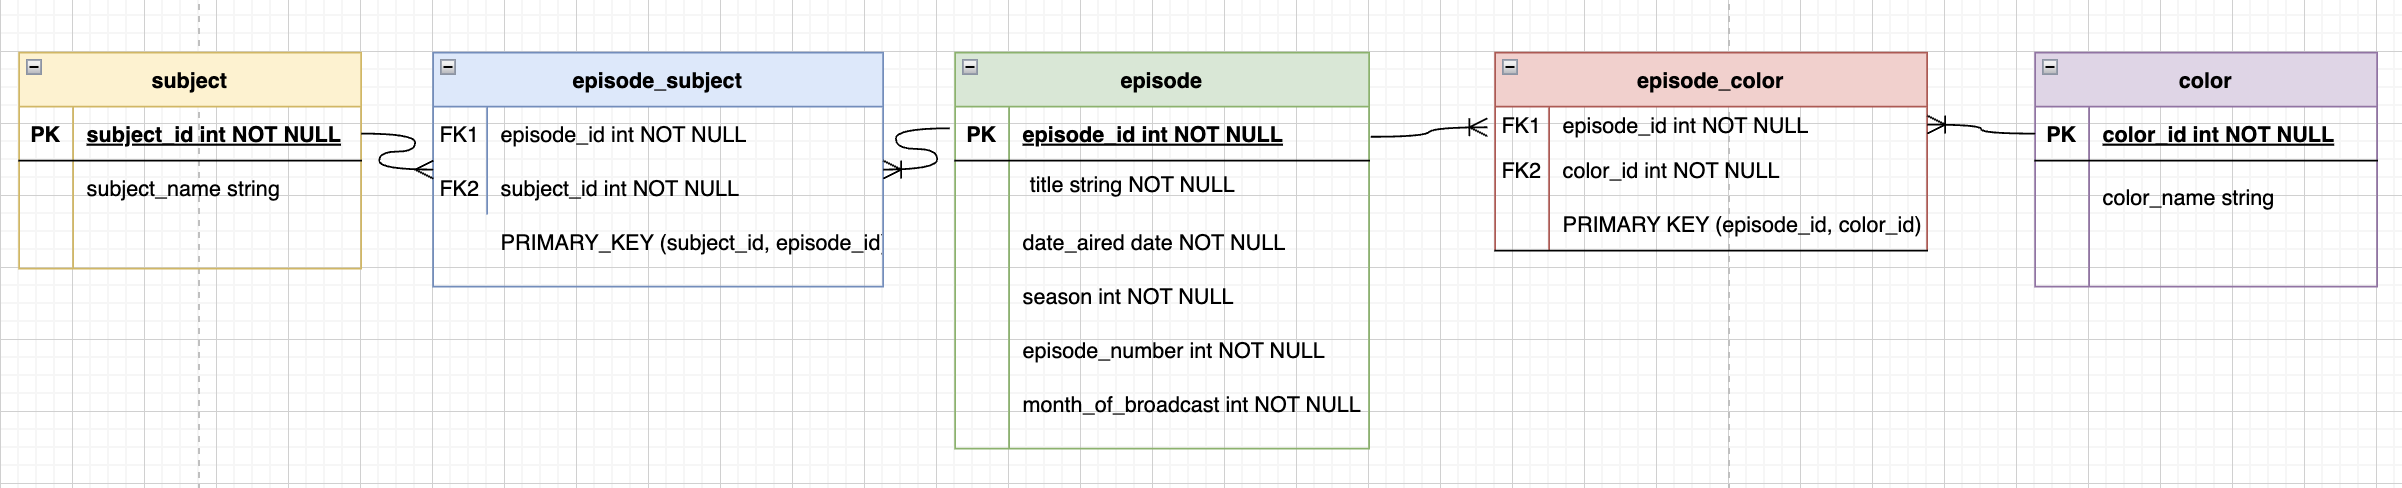 subject
PK subject_id int NOT NULL
subject_name string
episode_subject
FK1 episode_id int NOT NULL
FK2 subject_id int NOT NULL
PRIMARY_KEY (subject_id, episode_id
episode
PK episode_id int NOT NULL
title string NOT NULL
date_aired date NOT NULL
season int NOT NULL
episode_number int NOT NULL
month_of_broadcast int NOT NULL
episode_color
FK1 episode_id int NOT NULL
FK2 color_id int NOT NULL
PRIMARY KEY (episode_id, color_id)
color
PK color_id int NOT NULL
color_name string